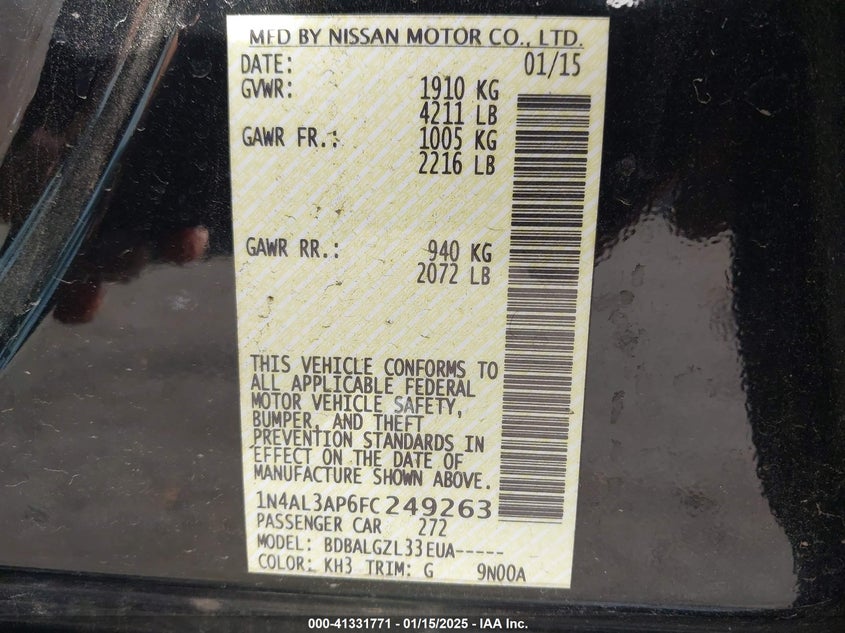 MFD BY NISSAN MOTOR CO., LTD.
DATE: 01/15
GVWR: 1910 KG
4211 LB
GAWR FR.: 1005 KG
2216 LB
GAWR RR.: 940 KG
2072 LB
THIS VEHICLE CONFORMS TO
ALL APPLICABLE FEDERAL
MOTOR VEHICLE SAFETY,
BUMPER, AND THEFT
PREVENTION STANDARDS IN
EFFECT ON THE DATE OF
MANUFACTURE SHOWN ABOVE.
1N4AL3AP6FC249263
PASSENGER CAR 272
MODEL: BDBALGZL33EUA-----
COLOR: KH3 TRIM: G 9N00A
000-41331771 - 01/15/2025 - IAA Inc.